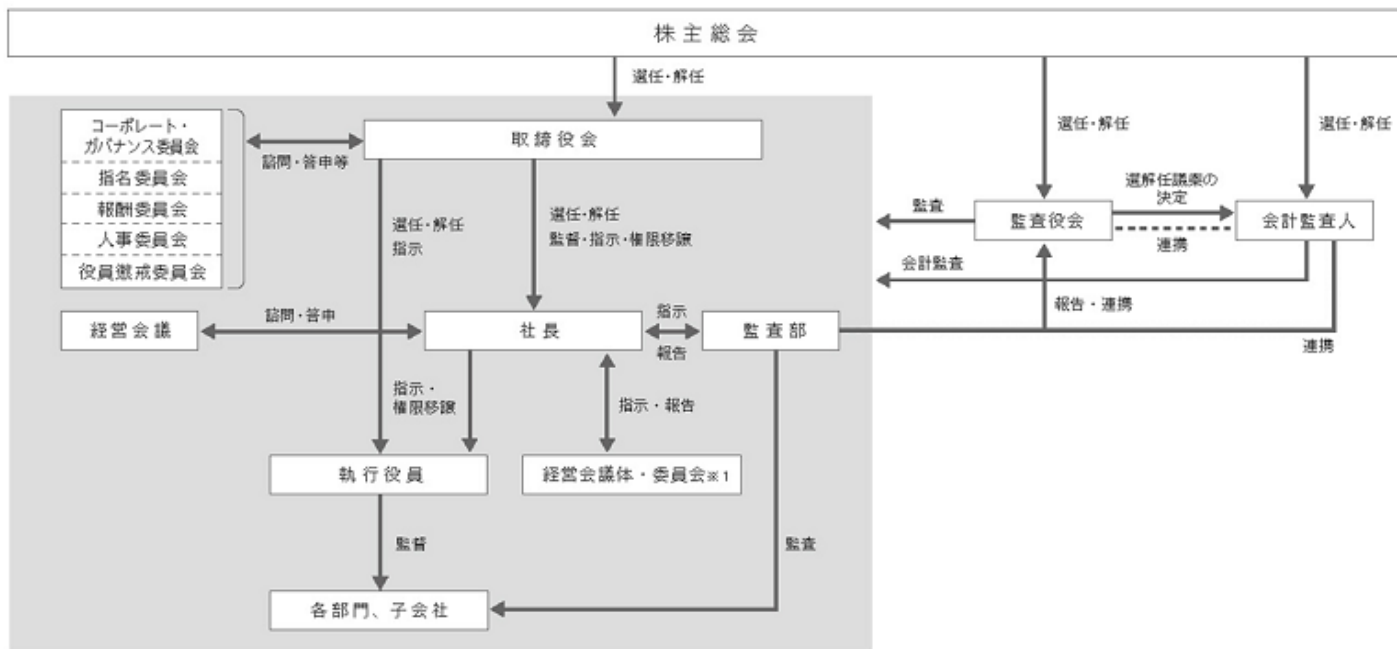 株主総会
選任・解任
選任・解任
選任・解任
コーポレート・
ガバナンス委員会
指名委員会
報酬委員会
人事委員会
役員懲戒委員会
諮問・答申等
取締役会
選任・解任
指示
選任・解任
監督・指示・権限移譲
監査
監査役会
選解任議案の
決定
連携
会計監査人
会計監査
報告・連携
連携
経営会議
諮問・答申
社長
指示
報告
監査部
指示・
権限移譲
指示・報告
執行役員
経営会議体・委員会※1
監督
監査
各部門、子会社